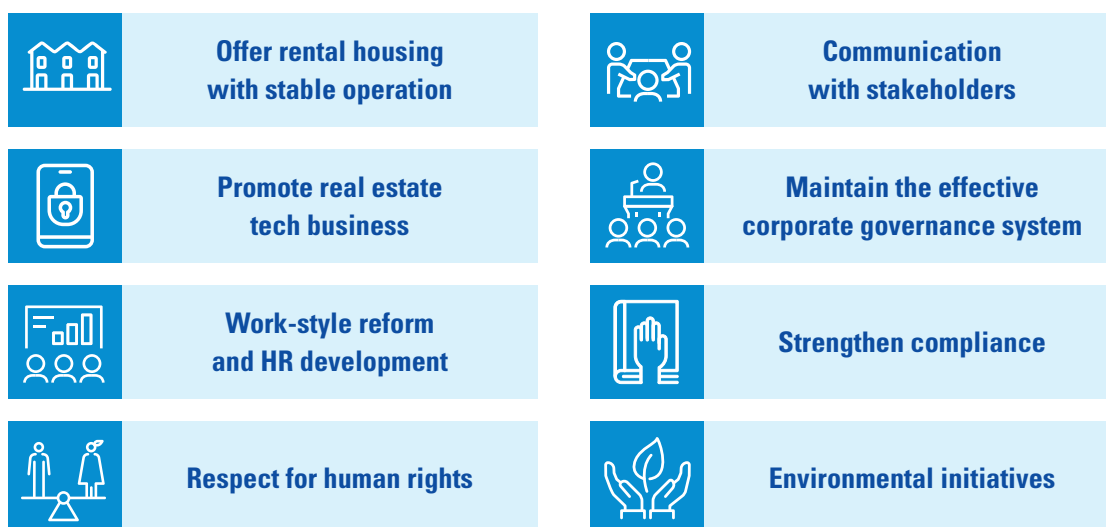 Offer rental housing
with stable operation
Communication
with stakeholders
Promote real estate
tech business
Maintain the effective
corporate governance system
Work-style reform
and HR development
Strengthen compliance
Respect for human rights
Environmental initiatives